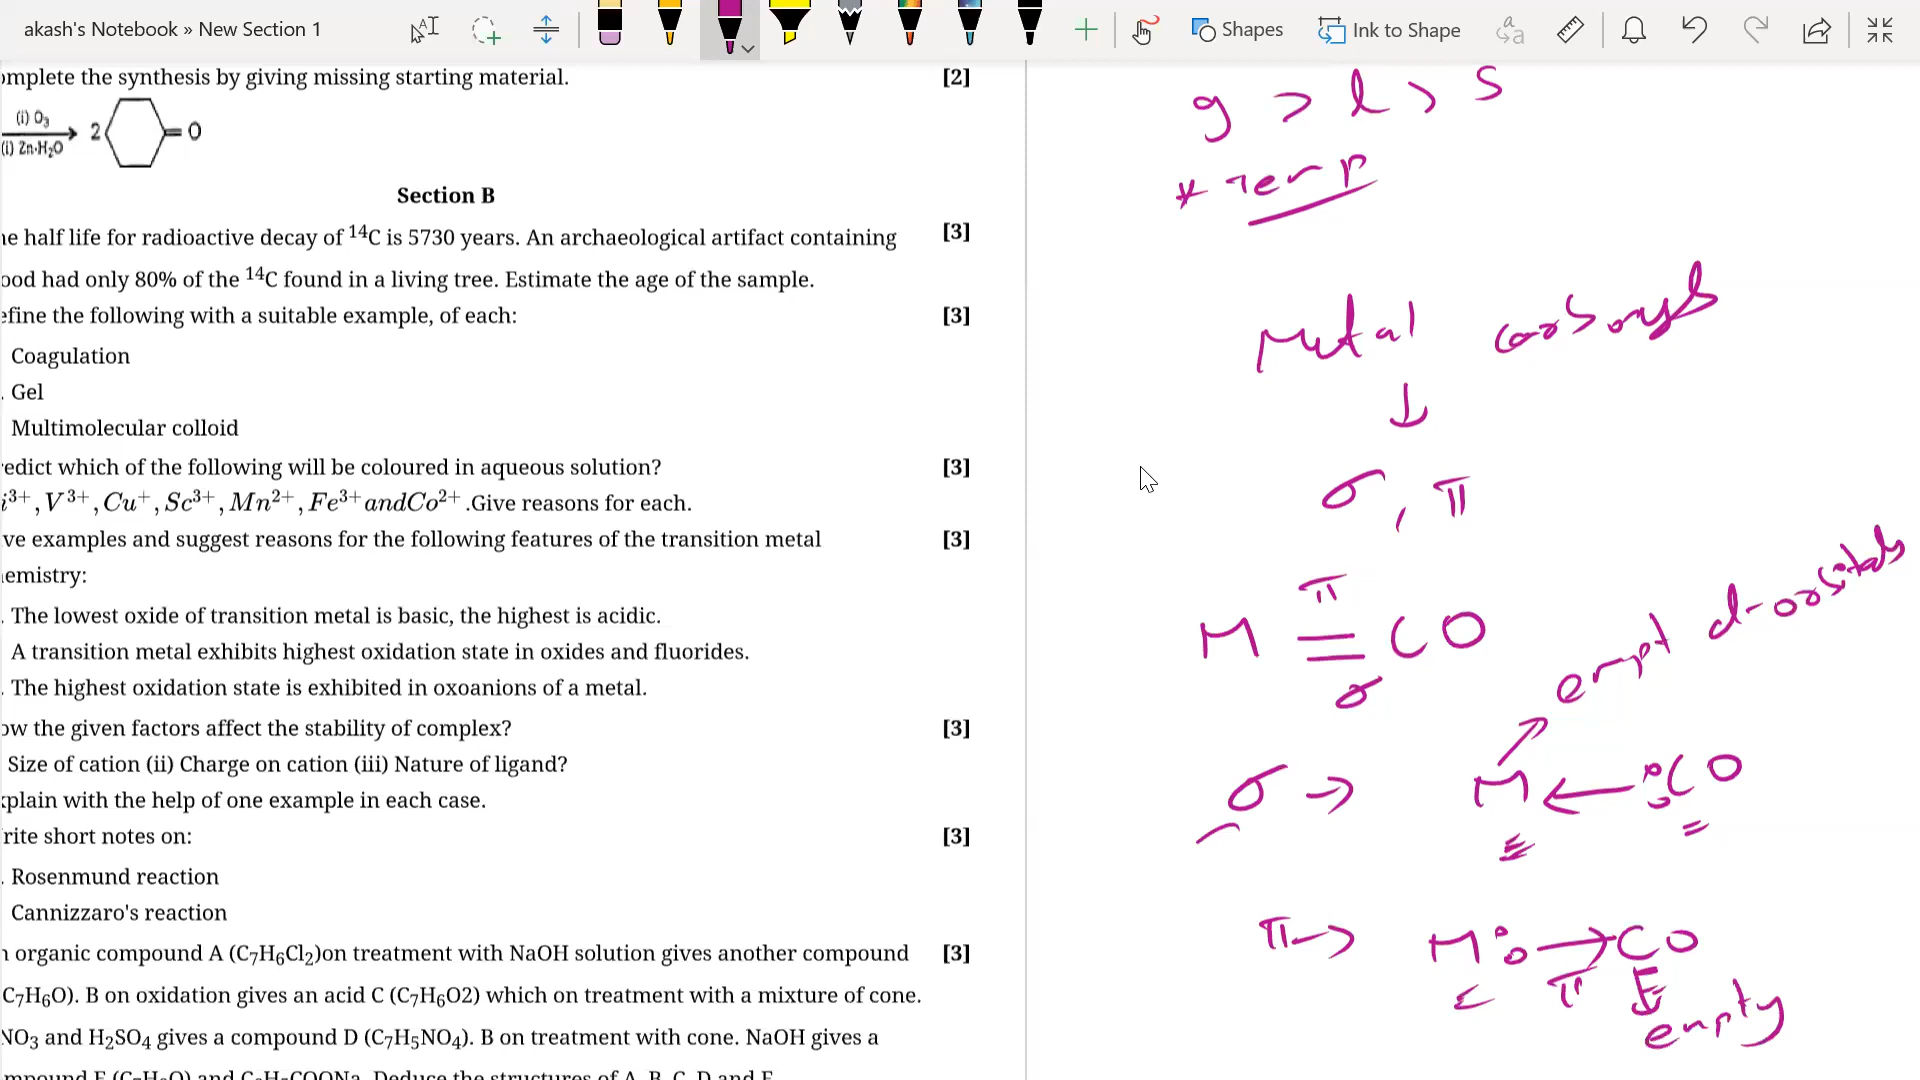 akash's Notebook » New Section 1
Shapes
Ink to Shape
omplete the synthesis by giving missing starting material. [2]
(i) O3
(i) Zn·H2O
2
=O
Section B
e half life for radioactive decay of 14C is 5730 years. An archaeological artifact containing [3]
ood had only 80% of the 14C found in a living tree. Estimate the age of the sample.
efine the following with a suitable example, of each: [3]
Coagulation
. Gel
Multimolecular colloid
edict which of the following will be coloured in aqueous solution? [3]
i3+, V3+, Cu+, Sc3+, Mn2+, Fe3+andCo2+.Give reasons for each.
ve examples and suggest reasons for the following features of the transition metal [3]
emistry:
. The lowest oxide of transition metal is basic, the highest is acidic.
A transition metal exhibits highest oxidation state in oxides and fluorides.
. The highest oxidation state is exhibited in oxoanions of a metal.
ow the given factors affect the stability of complex? [3]
Size of cation (ii) Charge on cation (iii) Nature of ligand?
xplain with the help of one example in each case.
rite short notes on: [3]
. Rosenmund reaction
Cannizzaro's reaction
n organic compound A (C7H6Cl2)on treatment with NaOH solution gives another compound [3]
C7H6O). B on oxidation gives an acid C (C7H6O2) which on treatment with a mixture of cone.
NO3 and H2SO4 gives a compound D (C7H5NO4). B on treatment with cone. NaOH gives a
g > l > s
* Temp
Metal carbonyls
↓
σ, π
π
M = CO
σ
empt d-orbitals
σ → M ← :CO
π → M: → CO
π
empty